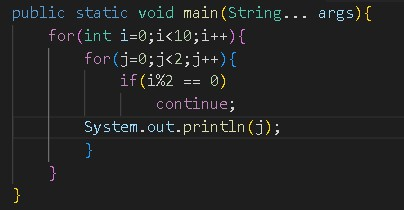 public static void main(String... args){
for(int i=0;i<10;i++){
for(j=0;j<2;j++){
if(i%2 == 0)
continue;
System.out.println(j);
}
}
}